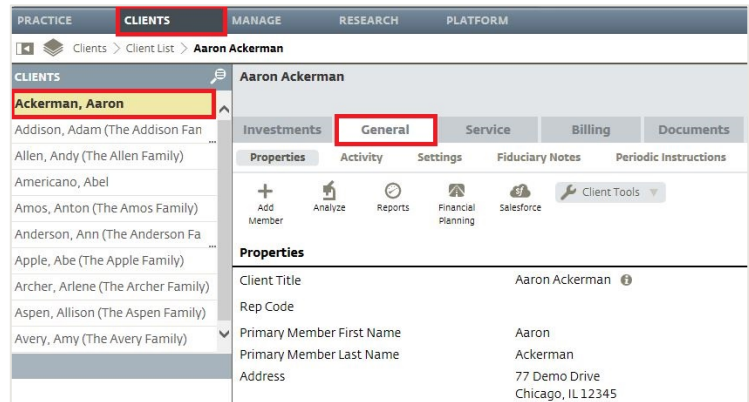 PRACTICE CLIENTS MANAGE RESEARCH PLATFORM
Clients > Client List > Aaron Ackerman
CLIENTS
Ackerman, Aaron
Addison, Adam (The Addison Fan...
Allen, Andy (The Allen Family)
Americano, Abel
Amos, Anton (The Amos Family)
Anderson, Ann (The Anderson Fa...
Apple, Abe (The Apple Family)
Archer, Arlene (The Archer Family)
Aspen, Allison (The Aspen Family)
Avery, Amy (The Avery Family)
Aaron Ackerman
Investments General Service Billing Documents
Properties Activity Settings Fiduciary Notes Periodic Instructions
Add Member
Analyze
Reports
Financial Planning
Salesforce
Client Tools
Properties
Client Title Aaron Ackerman
Rep Code
Primary Member First Name Aaron
Primary Member Last Name Ackerman
Address 77 Demo Drive
Chicago, IL 12345